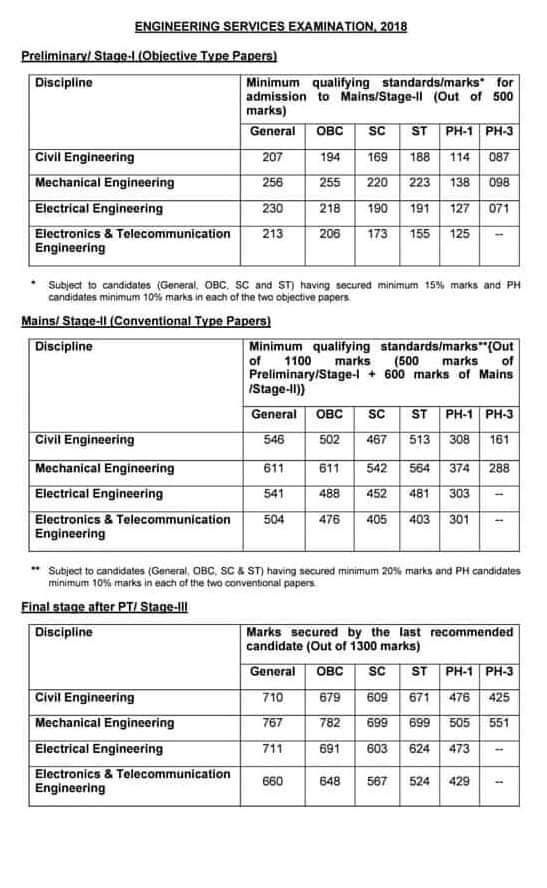 ENGINEERING SERVICES EXAMINATION, 2018
Preliminary/ Stage-I (Objective Type Papers)
Discipline
Minimum qualifying standards/marks* for
admission to Mains/Stage-II (Out of 500
marks)
General OBC SC ST PH-1 PH-3
Civil Engineering 207 194 169 188 114 087
Mechanical Engineering 256 255 220 223 138 098
Electrical Engineering 230 218 190 191 127 071
Electronics & Telecommunication
Engineering 213 206 173 155 125 --
* Subject to candidates (General, OBC, SC and ST) having secured minimum 15% marks and PH
candidates minimum 10% marks in each of the two objective papers.
Mains/ Stage-II (Conventional Type Papers)
Discipline
Minimum qualifying standards/marks**{Out
of 1100 marks (500 marks of
Preliminary/Stage-I + 600 marks of Mains
/Stage-II)}
General OBC SC ST PH-1 PH-3
Civil Engineering 546 502 467 513 308 161
Mechanical Engineering 611 611 542 564 374 288
Electrical Engineering 541 488 452 481 303 --
Electronics & Telecommunication
Engineering 504 476 405 403 301 --
** Subject to candidates (General, OBC, SC & ST) having secured minimum 20% marks and PH candidates
minimum 10% marks in each of the two conventional papers.
Final stage after PT/ Stage-III
Discipline
Marks secured by the last recommended
candidate (Out of 1300 marks)
General OBC SC ST PH-1 PH-3
Civil Engineering 710 679 609 671 476 425
Mechanical Engineering 767 782 699 699 505 551
Electrical Engineering 711 691 603 624 473 --
Electronics & Telecommunication
Engineering 660 648 567 524 429 --